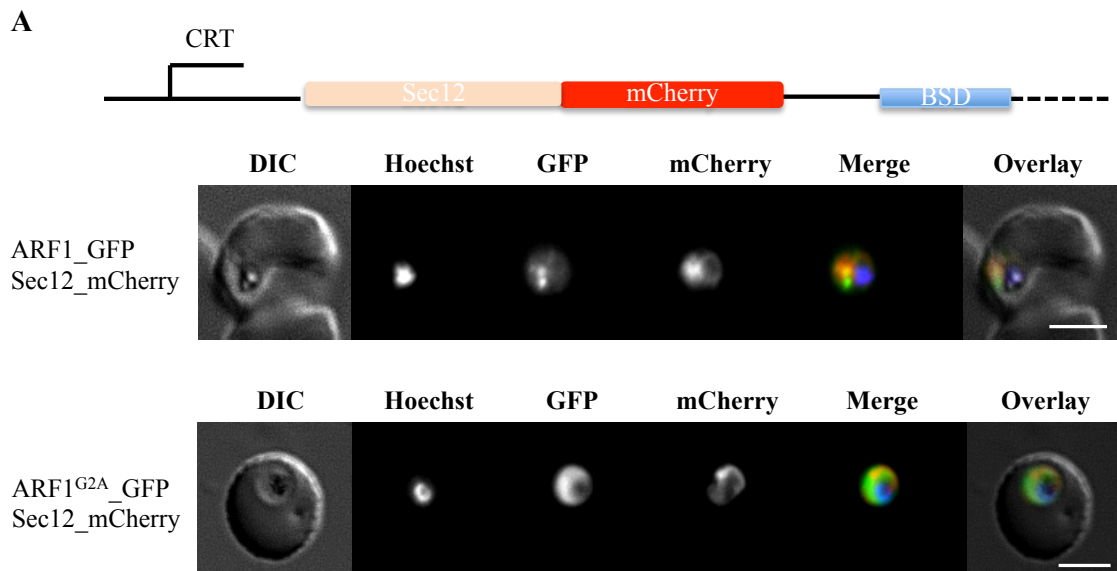 A
CRT
Sec12 mCherry BSD
DIC Hoechst GFP mCherry Merge Overlay
ARF1_GFP
Sec12_mCherry
DIC Hoechst GFP mCherry Merge Overlay
ARF1ᴳ²ᴬ_GFP
Sec12_mCherry